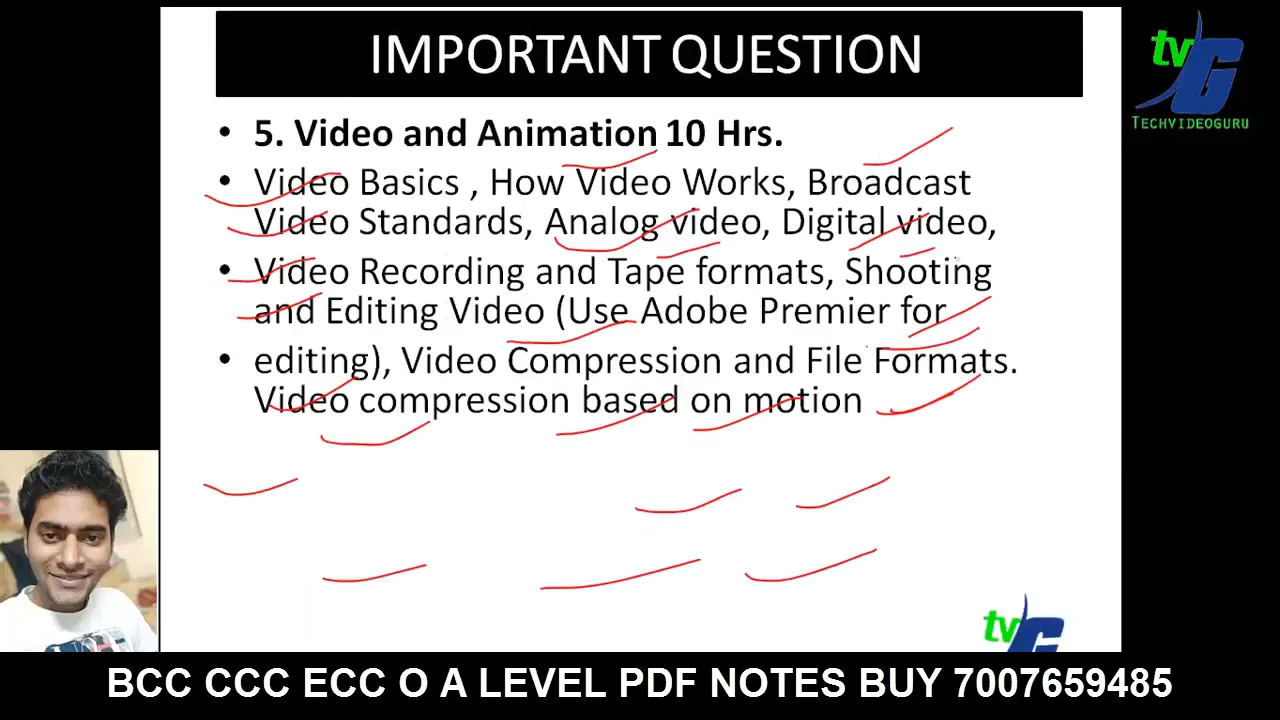 IMPORTANT QUESTION
tvG
TECHVIDEOGURU
• 5. Video and Animation 10 Hrs.
• Video Basics , How Video Works, Broadcast
Video Standards, Analog video, Digital video,
• Video Recording and Tape formats, Shooting
and Editing Video (Use Adobe Premier for
• editing), Video Compression and File Formats.
Video compression based on motion
tvG
BCC CCC ECC O A LEVEL PDF NOTES BUY 7007659485